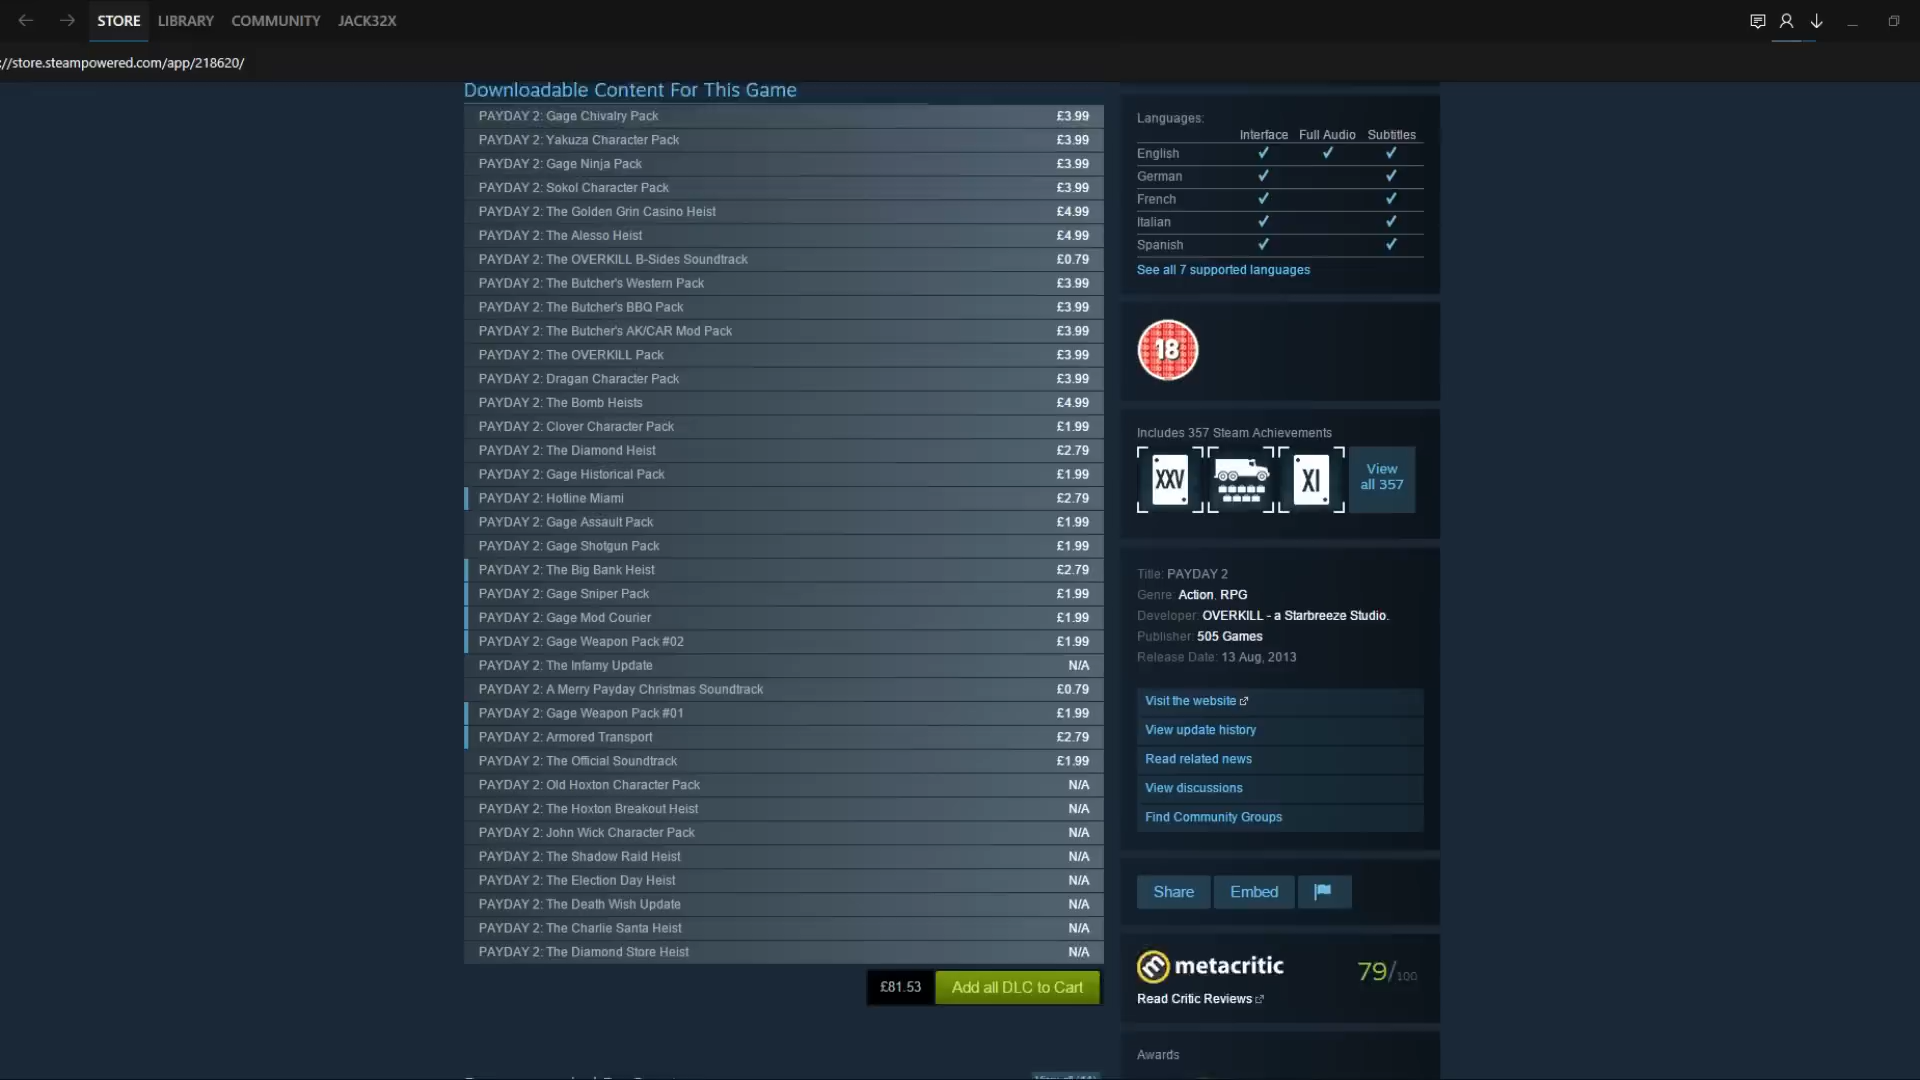 STORE LIBRARY COMMUNITY JACK32X
://store.steampowered.com/app/218620/
Downloadable Content For This Game
PAYDAY 2: Gage Chivalry Pack £3.99
PAYDAY 2: Yakuza Character Pack £3.99
PAYDAY 2: Gage Ninja Pack £3.99
PAYDAY 2: Sokol Character Pack £3.99
PAYDAY 2: The Golden Grin Casino Heist £4.99
PAYDAY 2: The Alesso Heist £4.99
PAYDAY 2: The OVERKILL B-Sides Soundtrack £0.79
PAYDAY 2: The Butcher's Western Pack £3.99
PAYDAY 2: The Butcher's BBQ Pack £3.99
PAYDAY 2: The Butcher's AK/CAR Mod Pack £3.99
PAYDAY 2: The OVERKILL Pack £3.99
PAYDAY 2: Dragan Character Pack £3.99
PAYDAY 2: The Bomb Heists £4.99
PAYDAY 2: Clover Character Pack £1.99
PAYDAY 2: The Diamond Heist £2.79
PAYDAY 2: Gage Historical Pack £1.99
PAYDAY 2: Hotline Miami £2.79
PAYDAY 2: Gage Assault Pack £1.99
PAYDAY 2: Gage Shotgun Pack £1.99
PAYDAY 2: The Big Bank Heist £2.79
PAYDAY 2: Gage Sniper Pack £1.99
PAYDAY 2: Gage Mod Courier £1.99
PAYDAY 2: Gage Weapon Pack #02 £1.99
PAYDAY 2: The Infamy Update N/A
PAYDAY 2: A Merry Payday Christmas Soundtrack £0.79
PAYDAY 2: Gage Weapon Pack #01 £1.99
PAYDAY 2: Armored Transport £2.79
PAYDAY 2: The Official Soundtrack £1.99
PAYDAY 2: Old Hoxton Character Pack N/A
PAYDAY 2: The Hoxton Breakout Heist N/A
PAYDAY 2: John Wick Character Pack N/A
PAYDAY 2: The Shadow Raid Heist N/A
PAYDAY 2: The Election Day Heist N/A
PAYDAY 2: The Death Wish Update N/A
PAYDAY 2: The Charlie Santa Heist N/A
PAYDAY 2: The Diamond Store Heist N/A
£81.53 Add all DLC to Cart
Languages:
Interface Full Audio Subtitles
English ✓ ✓ ✓
German ✓ ✓
French ✓ ✓
Italian ✓ ✓
Spanish ✓ ✓
See all 7 supported languages
18
Includes 357 Steam Achievements
XXV XI View
all 357
Title: PAYDAY 2
Genre: Action, RPG
Developer: OVERKILL - a Starbreeze Studio.
Publisher: 505 Games
Release Date: 13 Aug, 2013
Visit the website
View update history
Read related news
View discussions
Find Community Groups
Share Embed
metacritic 79/100
Read Critic Reviews
Awards